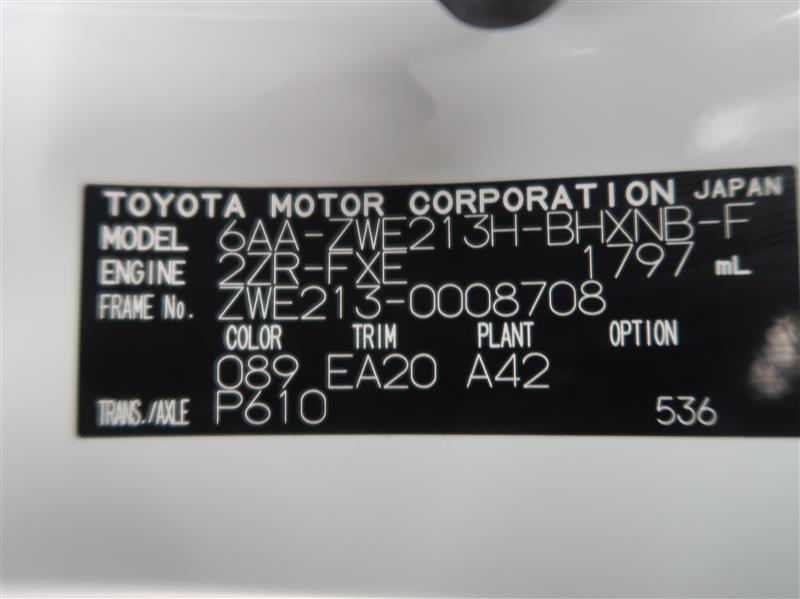 TOYOTA MOTOR CORPORATION JAPAN
MODEL 6AA-ZWE213H-BHXNB-F
ENGINE 2ZR-FXE 1797 mL
FRAME No. ZWE213-0008708
COLOR TRIM PLANT OPTION
089 EA20 A42
TRANS./AXLE P610 536